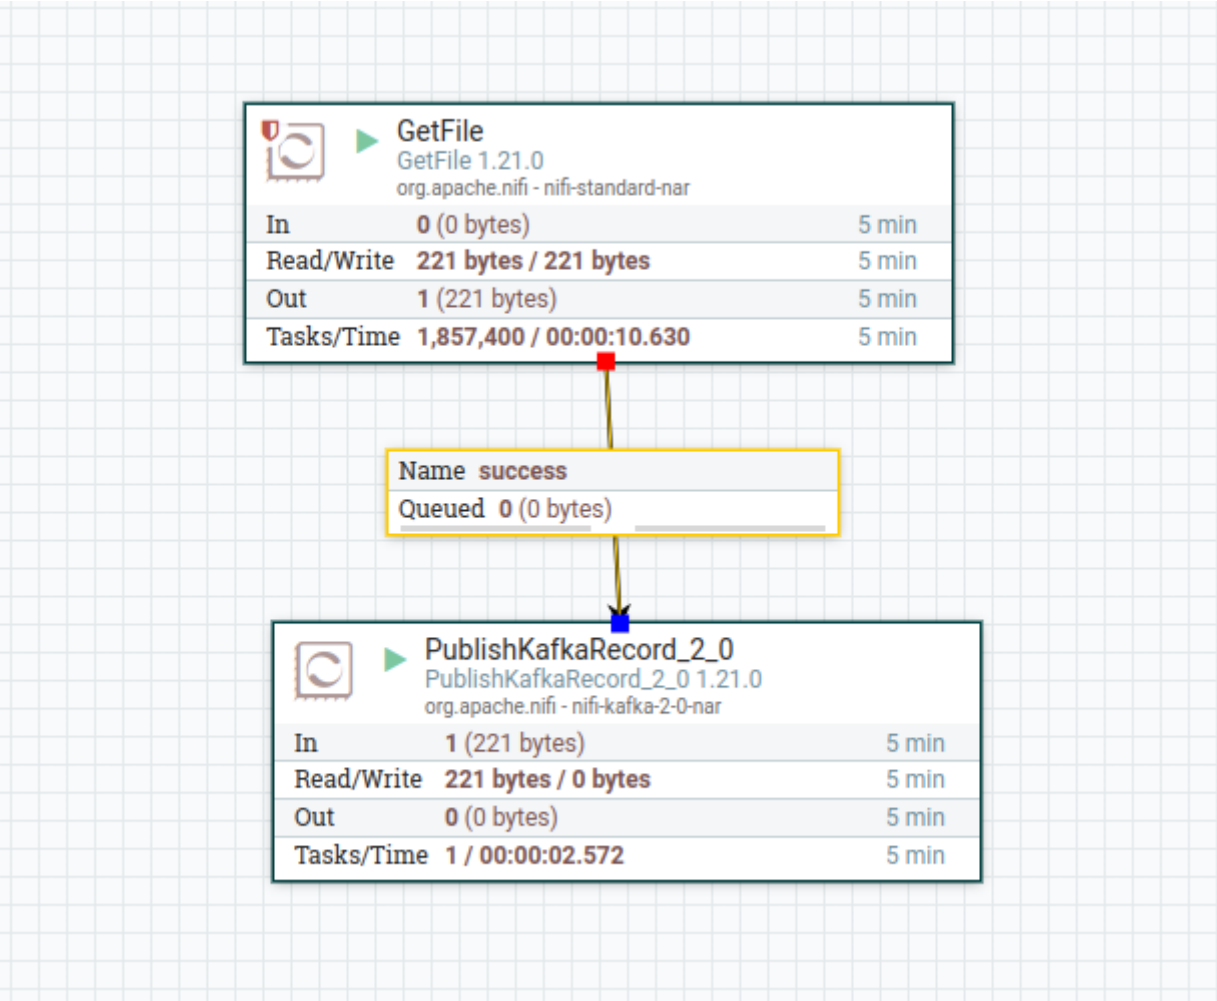 GetFile
GetFile 1.21.0
org.apache.nifi - nifi-standard-nar
In 0 (0 bytes) 5 min
Read/Write 221 bytes / 221 bytes 5 min
Out 1 (221 bytes) 5 min
Tasks/Time 1,857,400 / 00:00:10.630 5 min
Name success
Queued 0 (0 bytes)
PublishKafkaRecord_2_0
PublishKafkaRecord_2_0 1.21.0
org.apache.nifi - nifi-kafka-2-0-nar
In 1 (221 bytes) 5 min
Read/Write 221 bytes / 0 bytes 5 min
Out 0 (0 bytes) 5 min
Tasks/Time 1 / 00:00:02.572 5 min